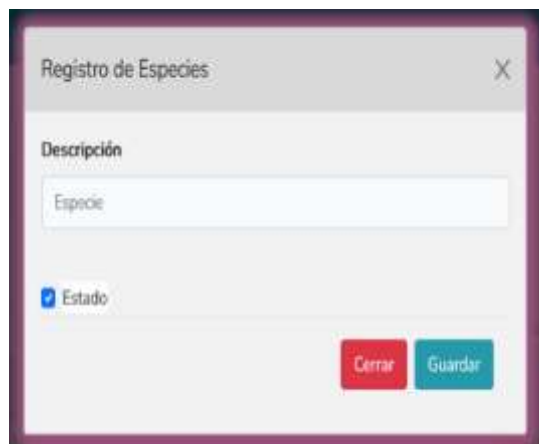 Registro de Especies X
Descripción
Especie
Estado
Cerrar Guardar